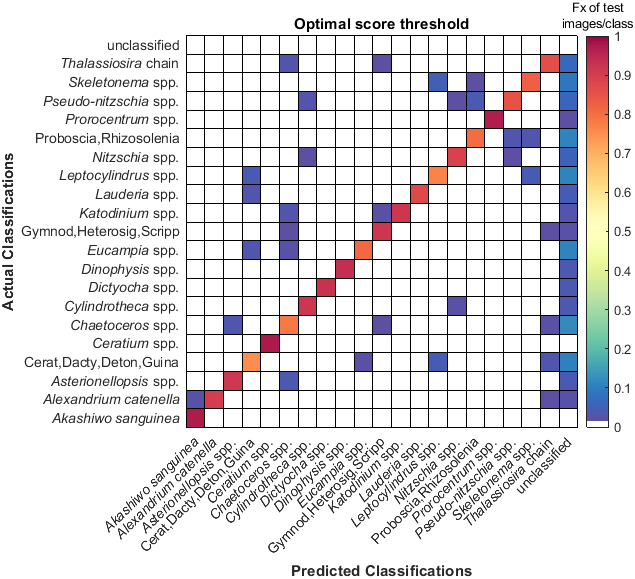 Optimal score threshold
Fx of test
images/class
Actual Classifications
unclassified
Thalassiosira chain
Skeletonema spp.
Pseudo-nitzschia spp.
Prorocentrum spp.
Proboscia,Rhizosolenia
Nitzschia spp.
Leptocylindrus spp.
Lauderia spp.
Katodinium spp.
Gymnod,Heterosig,Scripp
Eucampia spp.
Dinophysis spp.
Dictyocha spp.
Cylindrotheca spp.
Chaetoceros spp.
Ceratium spp.
Cerat,Dacty,Deton,Guina
Asterionellopsis spp.
Alexandrium catenella
Akashiwo sanguinea
1
0.9
0.8
0.7
0.6
0.5
0.4
0.3
0.2
0.1
0
Akashiwo sanguinea
Alexandrium catenella
Asterionellopsis spp.
Cerat,Dacty,Deton,Guina
Ceratium spp.
Chaetoceros spp.
Cylindrotheca spp.
Dictyocha spp.
Dinophysis spp.
Eucampia spp.
Gymnod,Heterosig,Scripp
Katodinium spp.
Lauderia spp.
Leptocylindrus spp.
Nitzschia spp.
Proboscia,Rhizosolenia
Prorocentrum spp.
Pseudo-nitzschia spp.
Skeletonema spp.
Thalassiosira chain
unclassified
Predicted Classifications